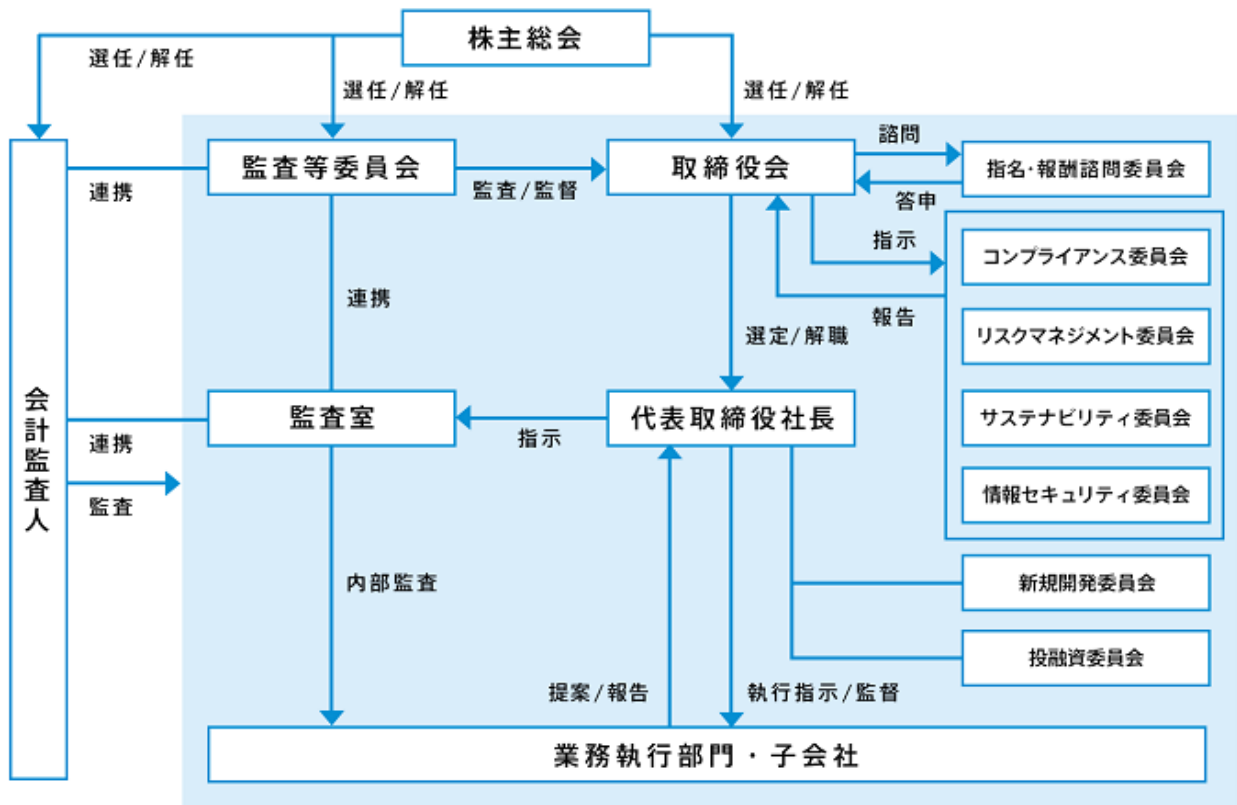 株主総会
選任/解任
選任/解任
選任/解任
監査等委員会
取締役会
諮問
指名・報酬諮問委員会
連携
監査/監督
答申
指示
コンプライアンス委員会
連携
報告
リスクマネジメント委員会
選定/解職
会計監査人
監査室
代表取締役社長
サステナビリティ委員会
連携
指示
監査
情報セキュリティ委員会
内部監査
新規開発委員会
投融資委員会
提案/報告
執行指示/監督
業務執行部門・子会社